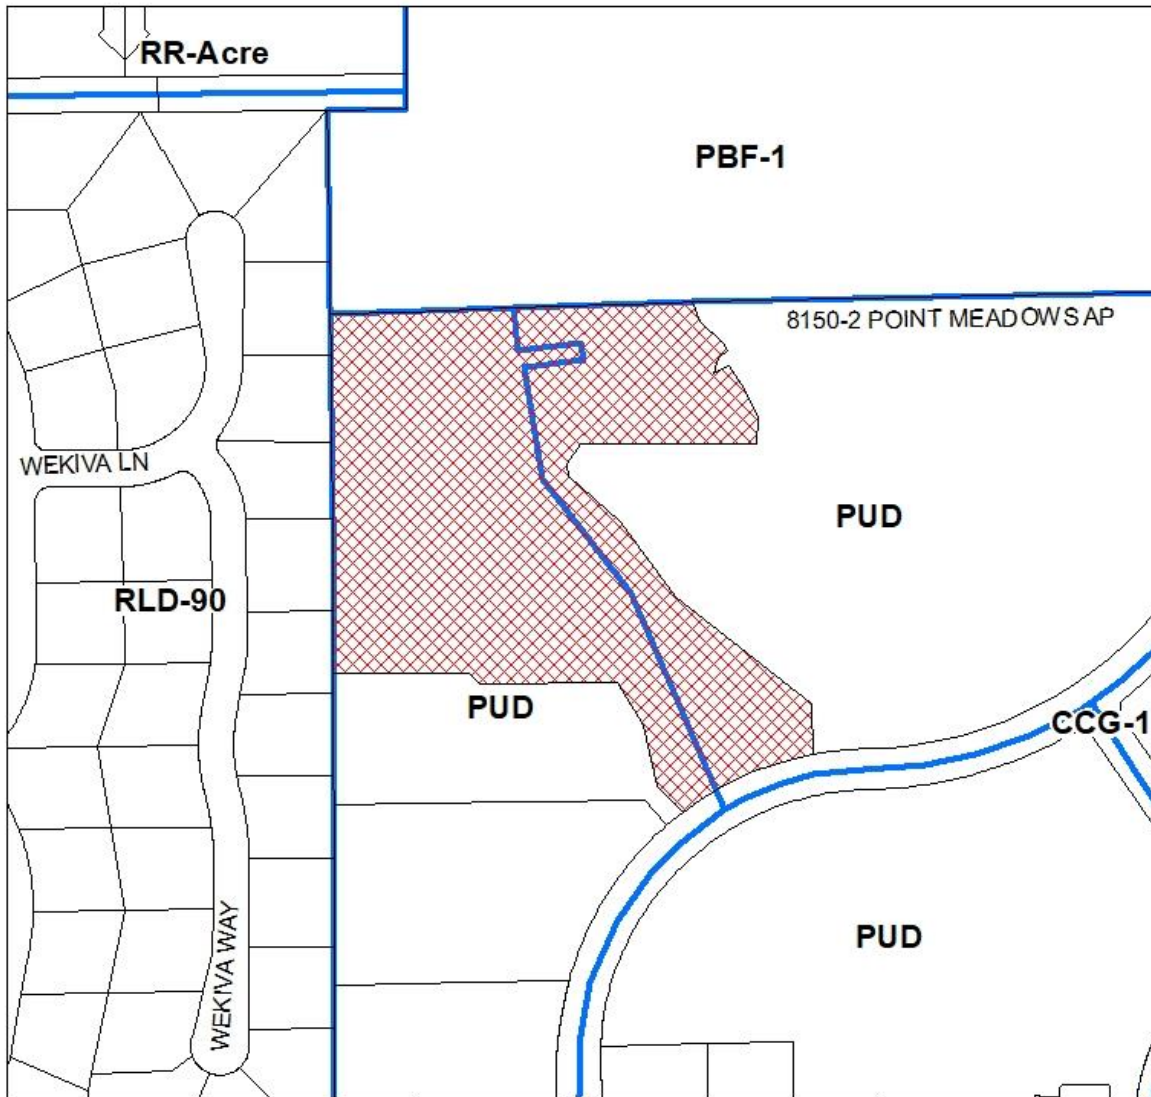 RR-Acre
PBF-1
8150-2 POINT MEADOWS AP
WEKIVA LN
PUD
RLD-90
PUD
CCG-1
WEKIVA WAY
PUD